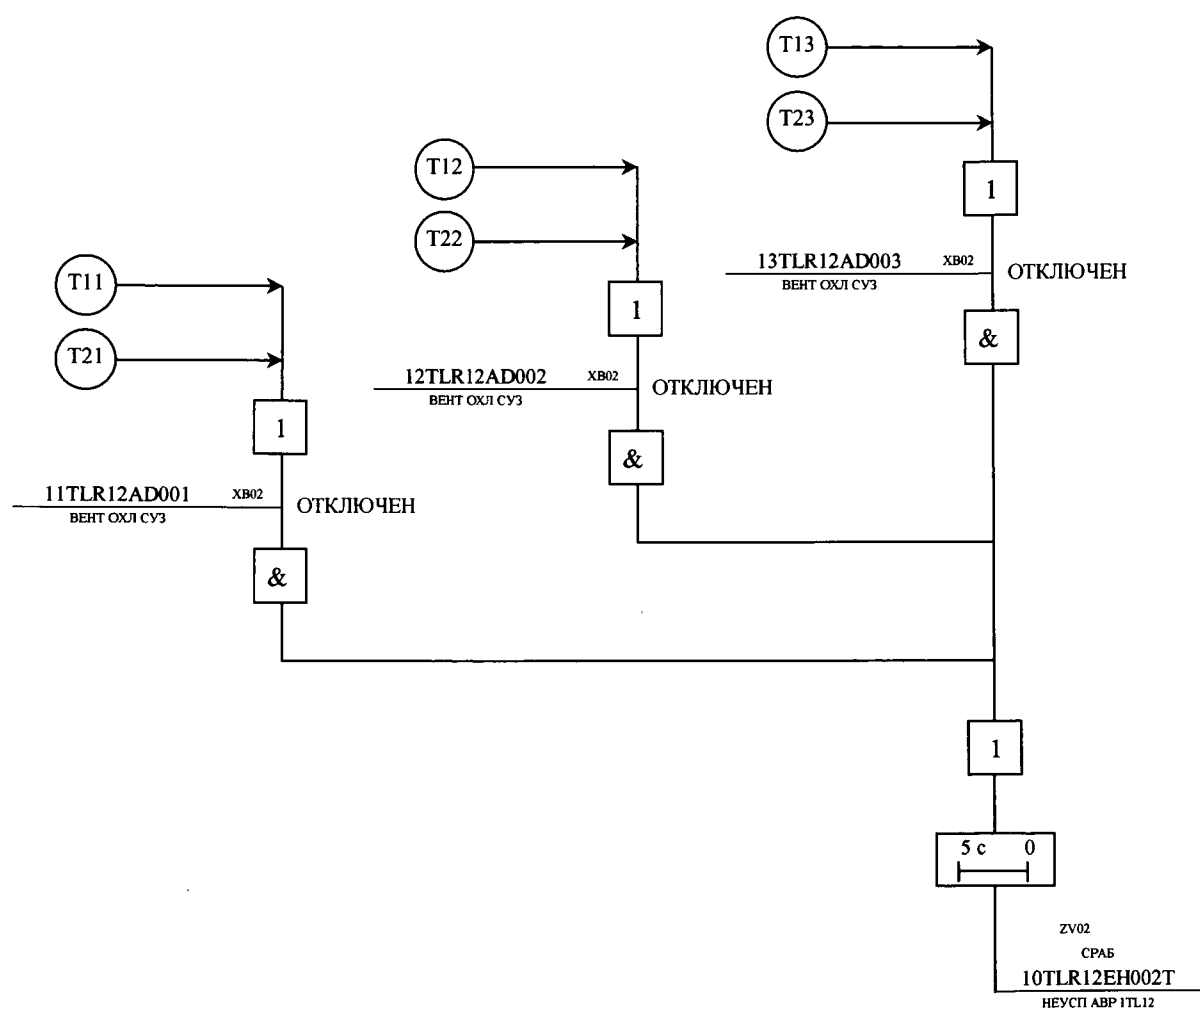 T13
T23
1
13TLR12AD003 XB02 ОТКЛЮЧЕН
ВЕНТ ОХЛ СУЗ
&
T12
T22
1
12TLR12AD002 XB02 ОТКЛЮЧЕН
ВЕНТ ОХЛ СУЗ
&
T11
T21
1
11TLR12AD001 XB02 ОТКЛЮЧЕН
ВЕНТ ОХЛ СУЗ
&
1
5 с 0
ZV02
СРАБ
10TLR12EH002T
НЕУСП АВР 1TL12